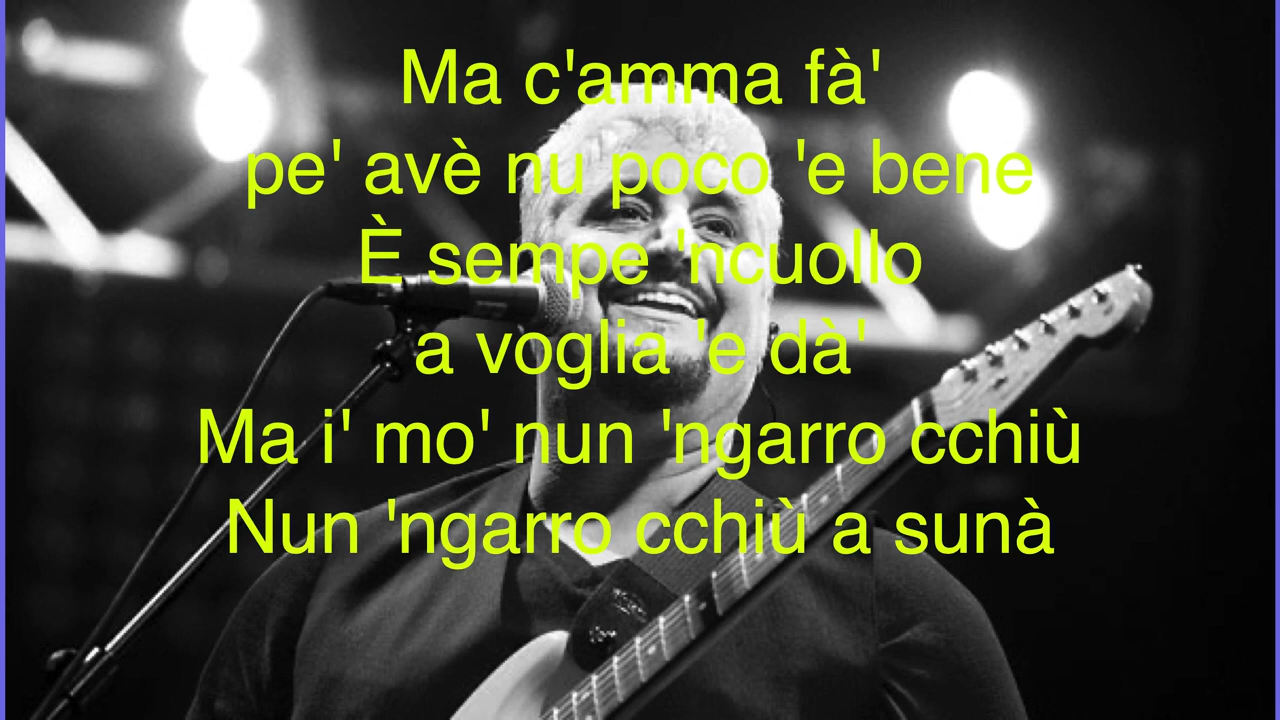 Ma c'amma fà'
pe' avè nu poco 'e bene
È sempe 'ncuollo
a voglia 'e dà'
Ma i' mo' nun 'ngarro cchiù
Nun 'ngarro cchiù a sunà